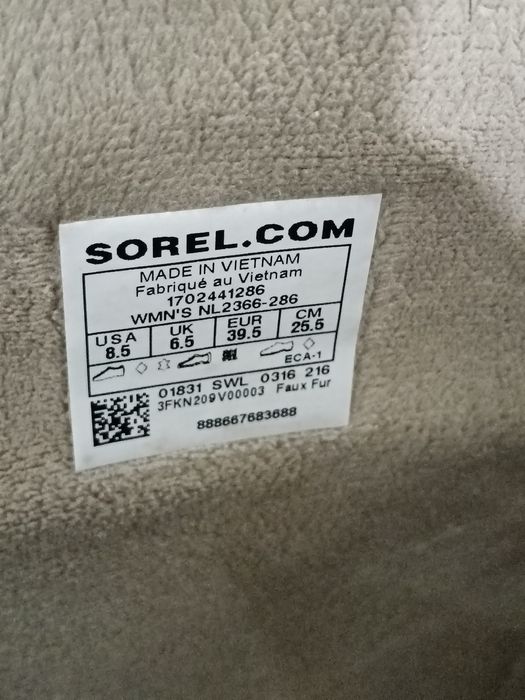 SOREL.COM
MADE IN VIETNAM
Fabriqué au Vietnam
1702441286
WMN'S NL2366-286
USA UK EUR CM
8.5 6.5 39.5 25.5
ECA-1
01831 SWL 0316 216
3FKN209V00003 Faux Fur
888667683688